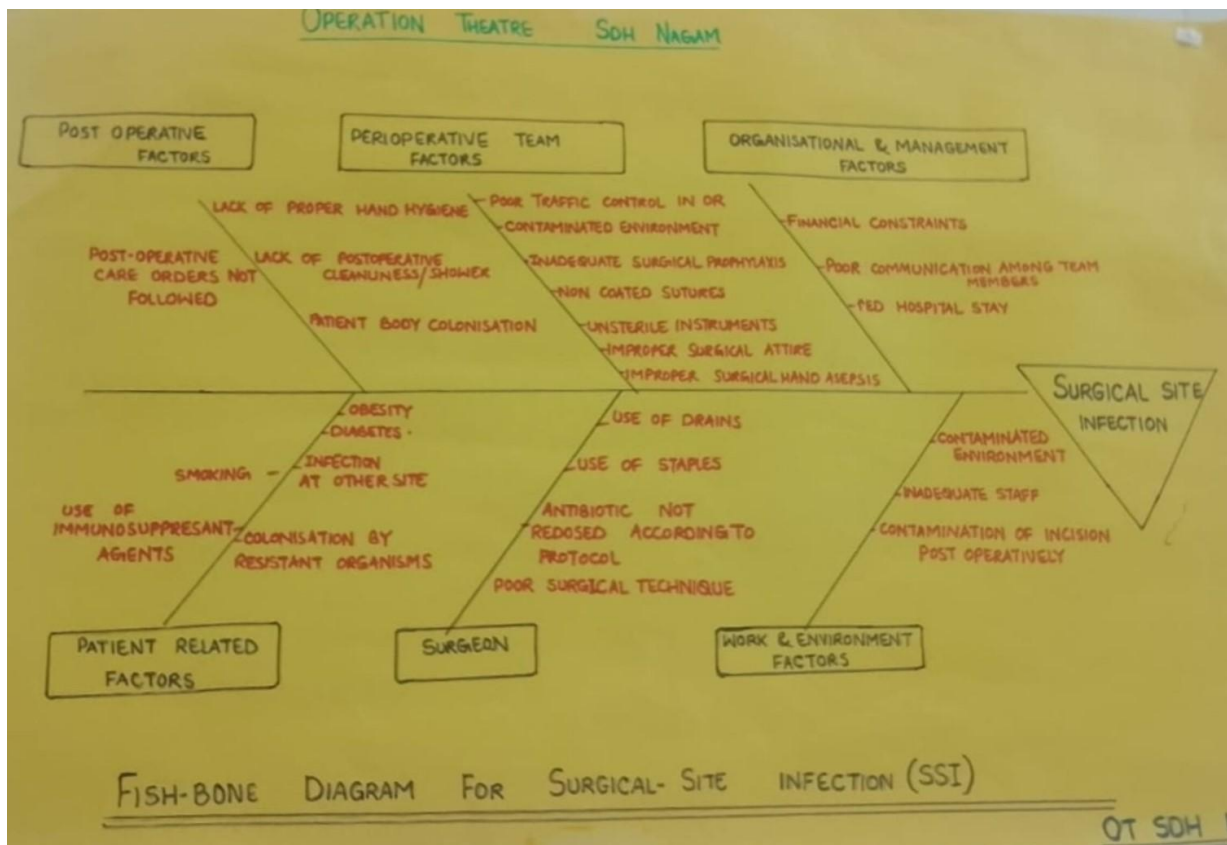 OPERATION THEATRE SDH NAGAM
POST OPERATIVE
FACTORS
PERIOPERATIVE TEAM
FACTORS
ORGANISATIONAL & MANAGEMENT
FACTORS
LACK OF PROPER HAND HYGIENE
POST-OPERATIVE
CARE ORDERS NOT
FOLLOWED
LACK OF POSTOPERATIVE
CLEANLINESS/SHOWER
PATIENT BODY COLONISATION
POOR TRAFFIC CONTROL IN OR
CONTAMINATED ENVIRONMENT
INADEQUATE SURGICAL PROPHYLAXIS
NON COATED SUTURES
UNSTERILE INSTRUMENTS
IMPROPER SURGICAL ATTIRE
IMPROPER SURGICAL HAND ASEPSIS
FINANCIAL CONSTRAINTS
POOR COMMUNICATION AMONG TEAM
MEMBERS
HOSPITAL STAY
SURGICAL SITE
INFECTION
OBESITY
DIABETES
SMOKING
INFECTION
AT OTHER SITE
USE OF
IMMUNOSUPPRESANT
AGENTS
COLONISATION BY
RESISTANT ORGANISMS
USE OF DRAINS
USE OF STAPLES
ANTIBIOTIC NOT
REDOSED ACCORDING TO
PROTOCOL
POOR SURGICAL TECHNIQUE
CONTAMINATED
ENVIRONMENT
INADEQUATE STAFF
CONTAMINATION OF INCISION
POST OPERATIVELY
PATIENT RELATED
FACTORS
SURGEON
WORK & ENVIRONMENT
FACTORS
FISH-BONE DIAGRAM FOR SURGICAL-SITE INFECTION (SSI)
OT SDH